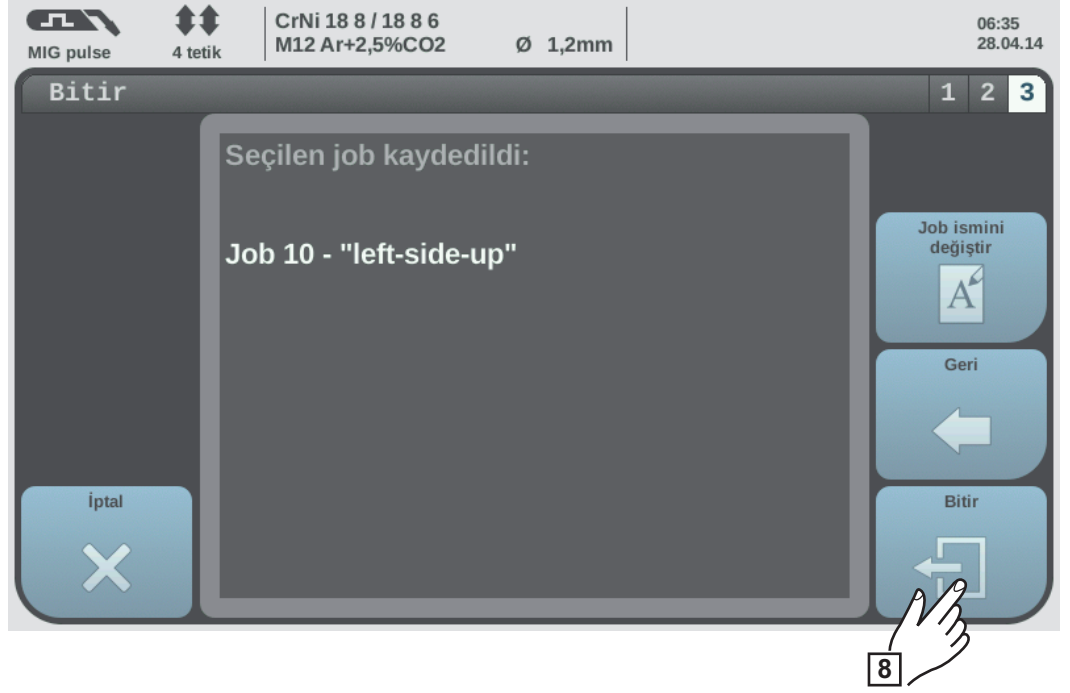 MIG pulse
4 tetik
CrNi 18 8 / 18 8 6
M12 Ar+2,5%CO2 Ø 1,2mm
06:35
28.04.14
Bitir
1 2 3
Seçilen job kaydedildi:
Job 10 - "left-side-up"
Job ismini
değiştir
A
Geri
İptal
Bitir
8